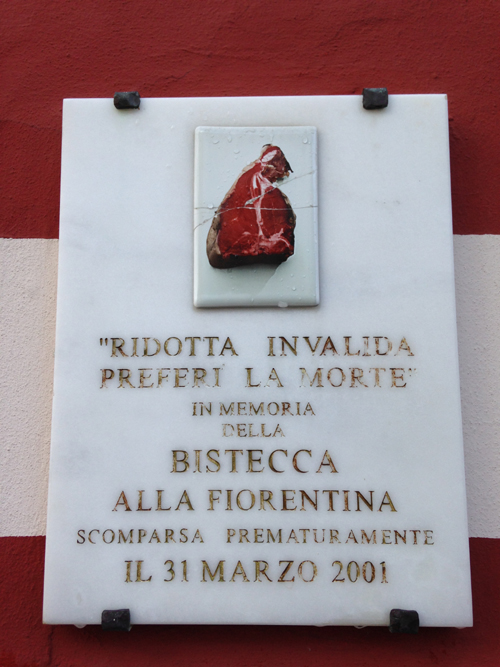 "RIDOTTA INVALIDA
PREFERÌ LA MORTE"
IN MEMORIA
DELLA
BISTECCA
ALLA FIORENTINA
SCOMPARSA PREMATURAMENTE
IL 31 MARZO 2001